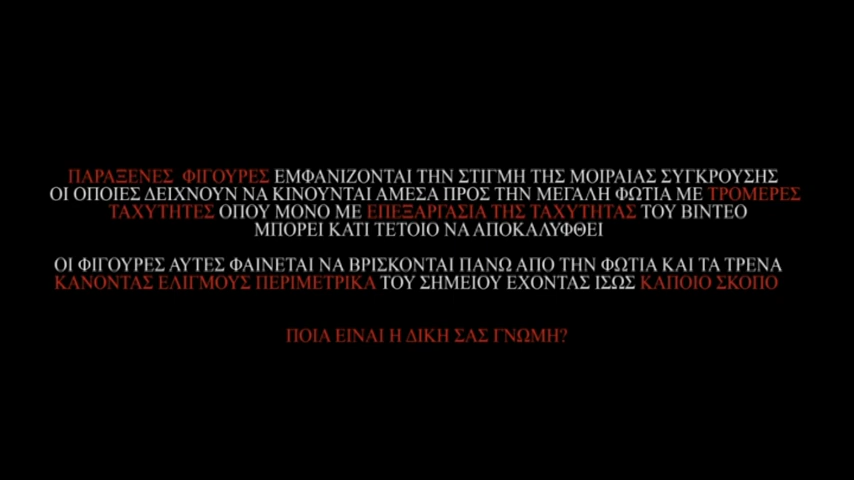 ΠΑΡΑΞΕΝΕΣ ΦΙΓΟΥΡΕΣ ΕΜΦΑΝΙΖΟΝΤΑΙ ΤΗΝ ΣΤΙΓΜΗ ΤΗΣ ΜΟΙΡΑΙΑΣ ΣΥΓΚΡΟΥΣΗΣ
ΟΙ ΟΠΟΙΕΣ ΔΕΙΧΝΟΥΝ ΝΑ ΚΙΝΟΥΝΤΑΙ ΑΜΕΣΑ ΠΡΟΣ ΤΗΝ ΜΕΓΑΛΗ ΦΩΤΙΑ ΜΕ ΤΡΟΜΕΡΕΣ
ΤΑΧΥΤΗΤΕΣ ΟΠΟΥ ΜΟΝΟ ΜΕ ΕΠΕΞΑΡΓΑΣΙΑ ΤΗΣ ΤΑΧΥΤΗΤΑΣ ΤΟΥ ΒΙΝΤΕΟ
ΜΠΟΡΕΙ ΚΑΤΙ ΤΕΤΟΙΟ ΝΑ ΑΠΟΚΑΛΥΦΘΕΙ
ΟΙ ΦΙΓΟΥΡΕΣ ΑΥΤΕΣ ΦΑΙΝΕΤΑΙ ΝΑ ΒΡΙΣΚΟΝΤΑΙ ΠΑΝΩ ΑΠΟ ΤΗΝ ΦΩΤΙΑ ΚΑΙ ΤΑ ΤΡΕΝΑ
ΚΑΝΟΝΤΑΣ ΕΛΙΓΜΟΥΣ ΠΕΡΙΜΕΤΡΙΚΑ ΤΟΥ ΣΗΜΕΙΟΥ ΕΧΟΝΤΑΣ ΙΣΩΣ ΚΑΠΟΙΟ ΣΚΟΠΟ
ΠΟΙΑ ΕΙΝΑΙ Η ΔΙΚΗ ΣΑΣ ΓΝΩΜΗ?